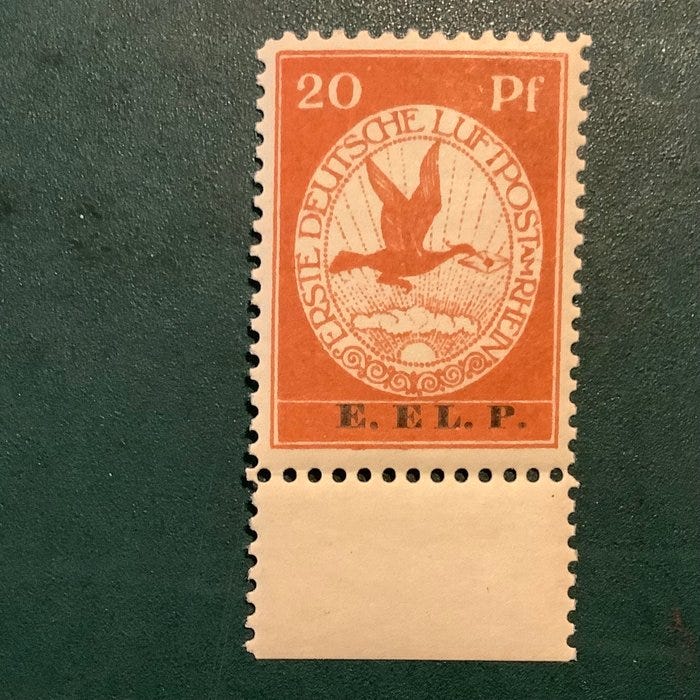 20 Pf
ERSTE DEUTSCHE LUFTPOST AM RHEIN
E. EL. P.